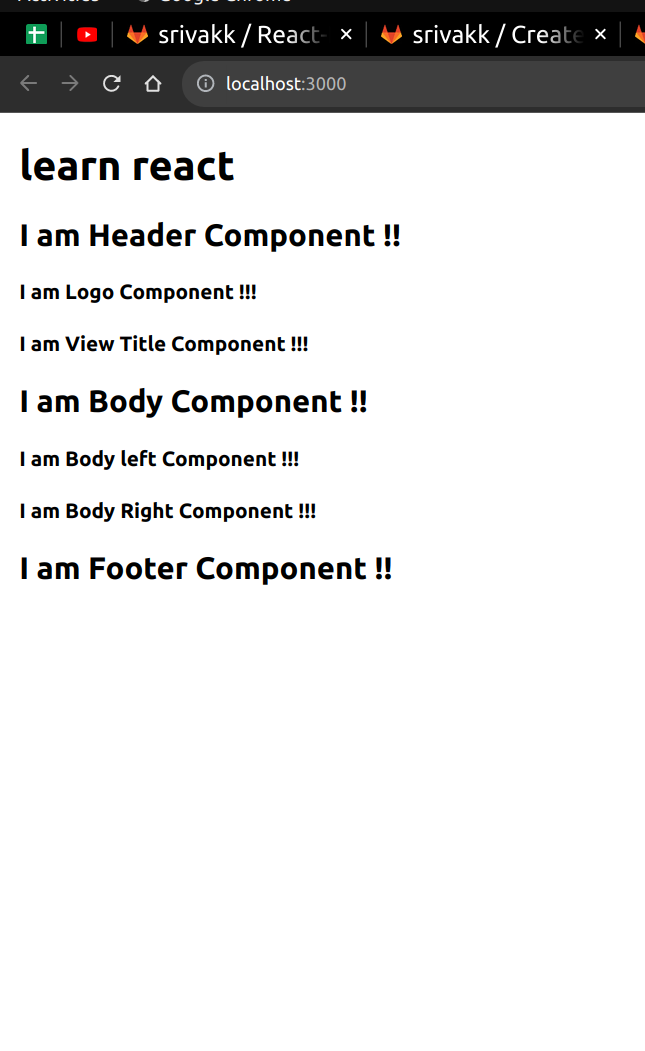 srivakk / React- srivakk / Create
localhost:3000
learn react
I am Header Component !!
I am Logo Component !!!
I am View Title Component !!!
I am Body Component !!
I am Body left Component !!!
I am Body Right Component !!!
I am Footer Component !!